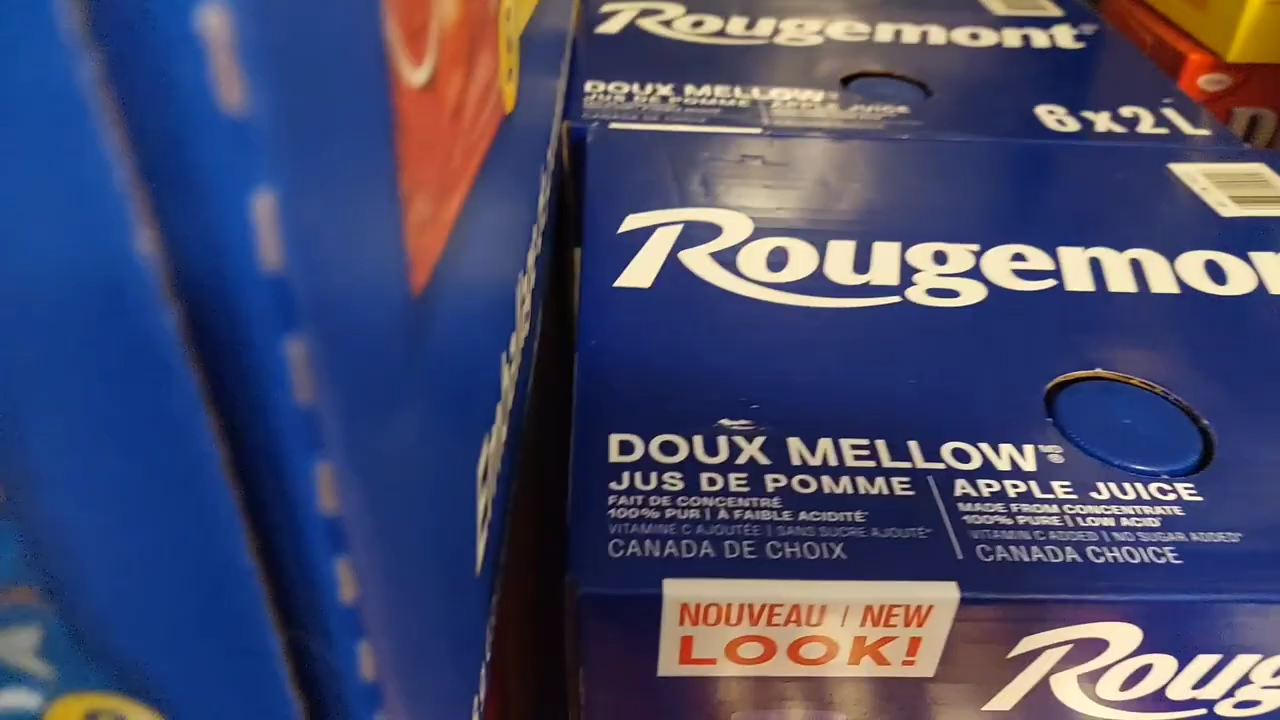 Rougemont
DOUX MELLOW
JUS DE POMME APPLE JUICE
6x2L
Rougemon
DOUX MELLOW
JUS DE POMME
FAIT DE CONCENTRÉ
100% PUR | À FAIBLE ACIDITÉ
VITAMINE C AJOUTÉE | SANS SUCRE AJOUTÉ*
CANADA DE CHOIX
APPLE JUICE
MADE FROM CONCENTRATE
100% PURE | LOW ACID
VITAMIN C ADDED | NO SUGAR ADDED*
CANADA CHOICE
NOUVEAU | NEW
LOOK!
Roug